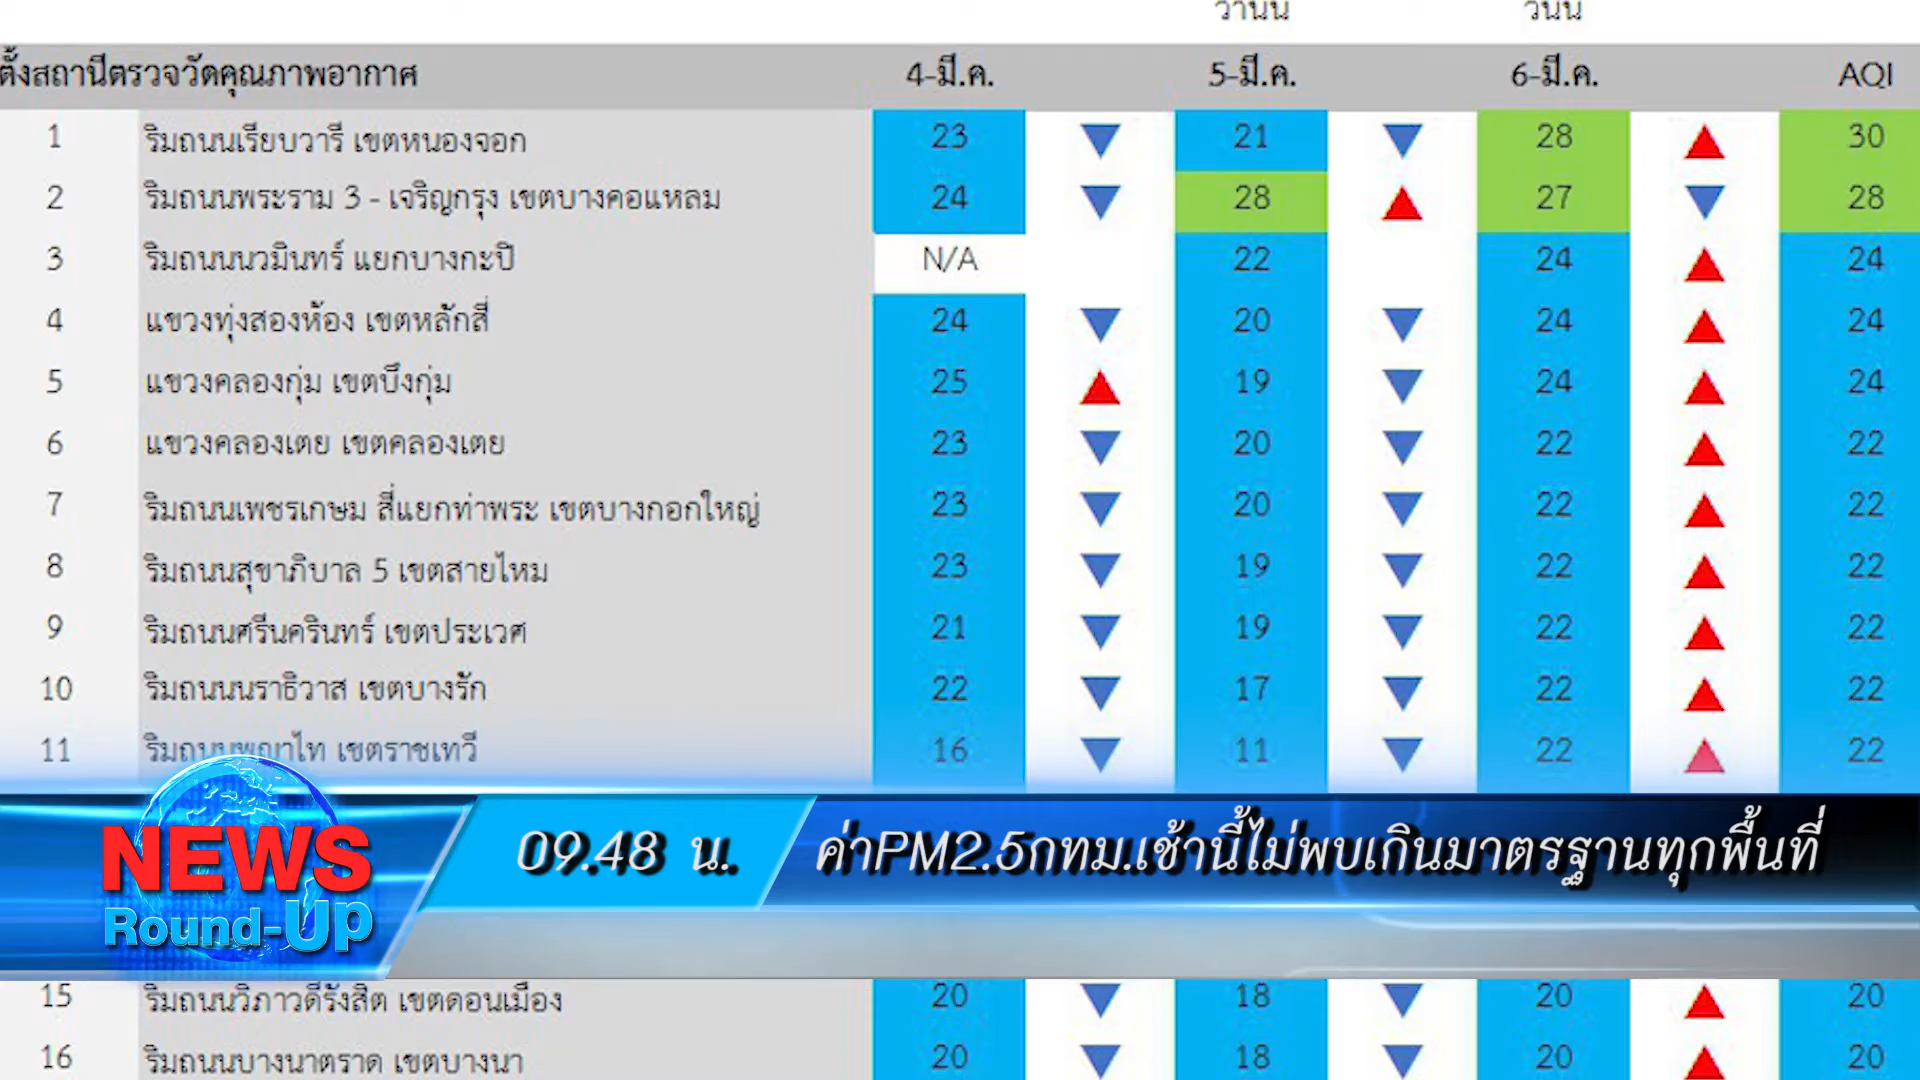 วานนี้ วันนี้
ตั้งสถานีตรวจวัดคุณภาพอากาศ 4-มี.ค. 5-มี.ค. 6-มี.ค. AQI
1 ริมถนนเรียบวารี เขตหนองจอก 23 21 28 30
2 ริมถนนพระราม 3 - เจริญกรุง เขตบางคอแหลม 24 28 27 28
3 ริมถนนนวมินทร์ แยกบางกะปิ N/A 22 24 24
4 แขวงทุ่งสองห้อง เขตหลักสี่ 24 20 24 24
5 แขวงคลองกุ่ม เขตบึงกุ่ม 25 19 24 24
6 แขวงคลองเตย เขตคลองเตย 23 20 22 22
7 ริมถนนเพชรเกษม สี่แยกท่าพระ เขตบางกอกใหญ่ 23 20 22 22
8 ริมถนนสุขาภิบาล 5 เขตสายไหม 23 19 22 22
9 ริมถนนศรีนครินทร์ เขตประเวศ 21 19 22 22
10 ริมถนนนราธิวาส เขตบางรัก 22 17 22 22
11 ริมถนนพญาไท เขตราชเทวี 16 11 22 22
NEWS
Round-Up
09.48 น. ค่าPM2.5กทม.เช้านี้ไม่พบเกินมาตรฐานทุกพื้นที่
15 ริมถนนวิภาวดีรังสิต เขตดอนเมือง 20 18 20 20
16 ริมถนนบางนาตราด เขตบางนา 20 18 20 20